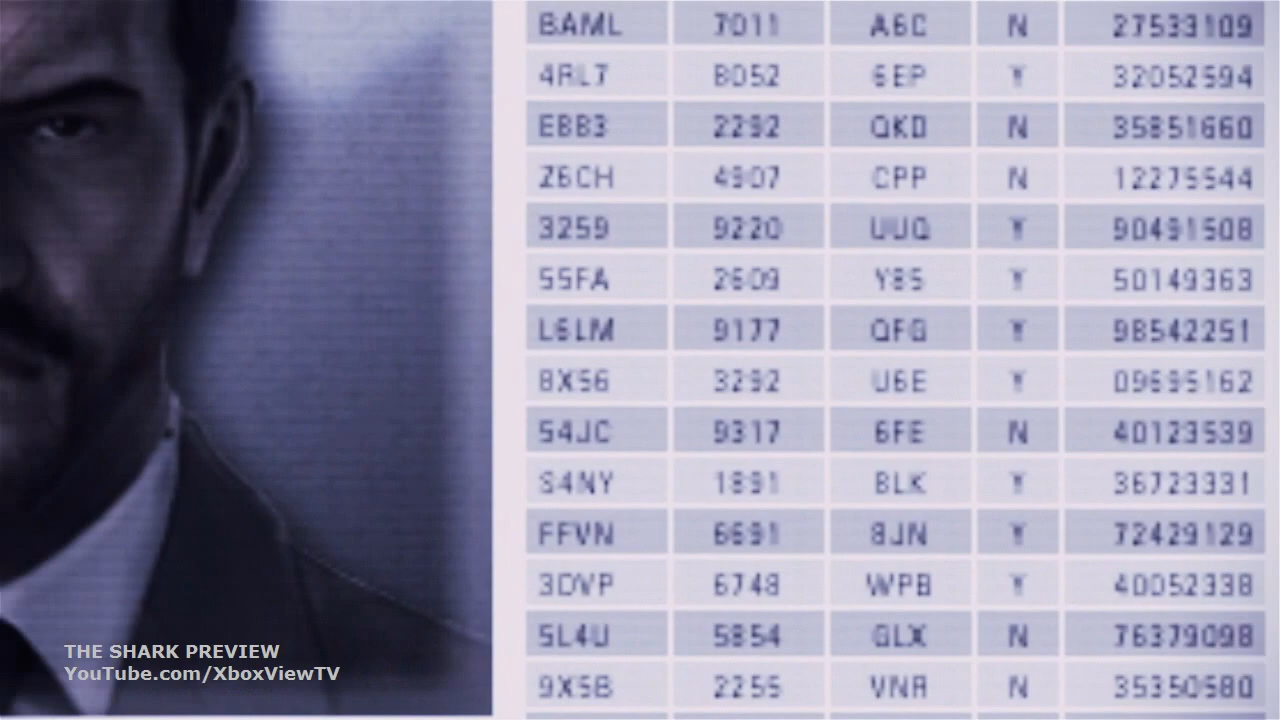 BAML 7011 A6C N 27533109
4RL7 8052 6EP Y 32052594
EBB3 2292 QKD N 35851660
Z6CH 4907 CPP N 12275544
3259 9220 UUQ Y 90491508
55FA 2609 Y85 Y 50149363
L6LM 9177 QFG Y 98542251
8X56 3292 U6E Y 09695162
54JC 9317 6FE N 40123539
S4NY 1891 BLK Y 36723331
FFVN 6691 8JN Y 72429129
3DVP 6748 WPB Y 40052338
5L4U 5854 GLX N 76379098
9X5B 2255 VNR N 35350580
THE SHARK PREVIEW
YouTube.com/XboxViewTV